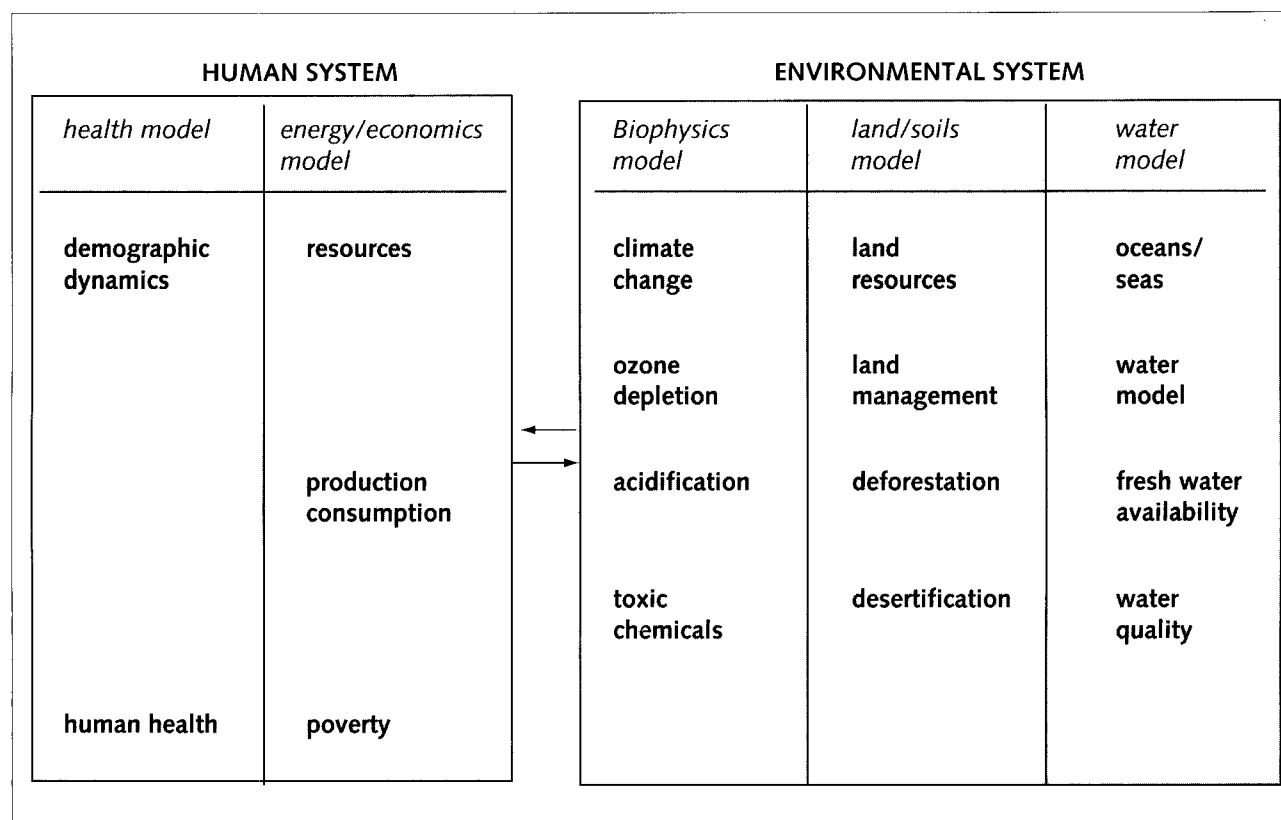 HUMAN SYSTEM
health model
energy/economics
model
demographic
dynamics
resources
production
consumption
human health
poverty
ENVIRONMENTAL SYSTEM
Biophysics
model
land/soils
model
water
model
climate
change
land
resources
oceans/
seas
ozone
depletion
land
management
water
model
acidification
deforestation
fresh water
availability
toxic
chemicals
desertification
water
quality